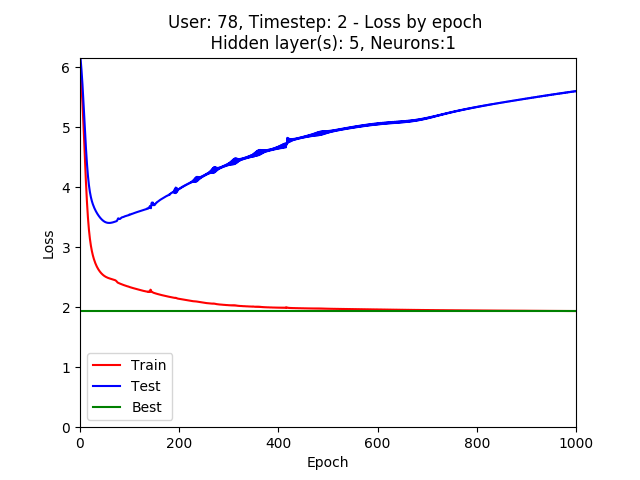 User: 78, Timestep: 2 - Loss by epoch
Hidden layer(s): 5, Neurons:1
6
5
4
3
2
1
0
Loss
Train
Test
Best
0 200 400 600 800 1000
Epoch